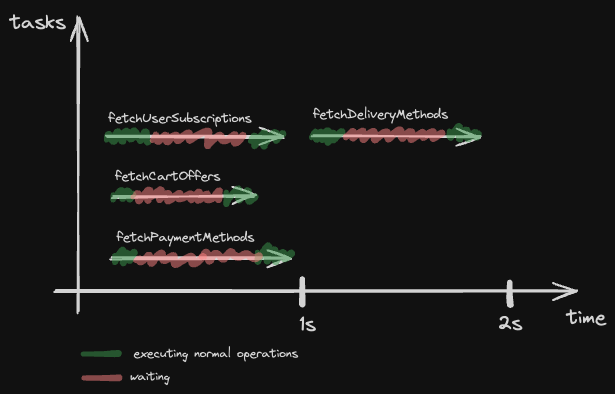 tasks
fetchUserSubscriptions
fetchDeliveryMethods
fetchCartOffers
fetchPaymentMethods
1s
2s
time
executing normal operations
waiting